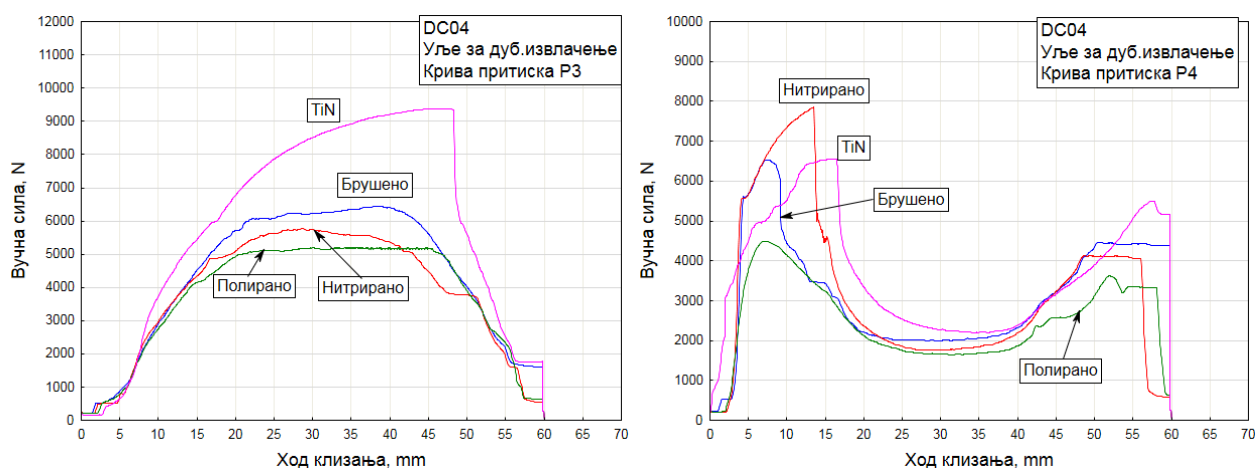 DC04
Уље за дуб.извлачење
Крива притиска P3
12000
11000
10000
9000
8000
7000
6000
5000
4000
3000
2000
1000
0
Вучна сила, N
TiN
Брушено
Полирано
Нитрирано
0 5 10 15 20 25 30 35 40 45 50 55 60 65 70
Ход клизања, mm
DC04
Уље за дуб.извлачење
Крива притиска P4
10000
9000
8000
7000
6000
5000
4000
3000
2000
1000
0
Вучна сила, N
Нитрирано
TiN
Брушено
Полирано
0 5 10 15 20 25 30 35 40 45 50 55 60 65 70
Ход клизања, mm